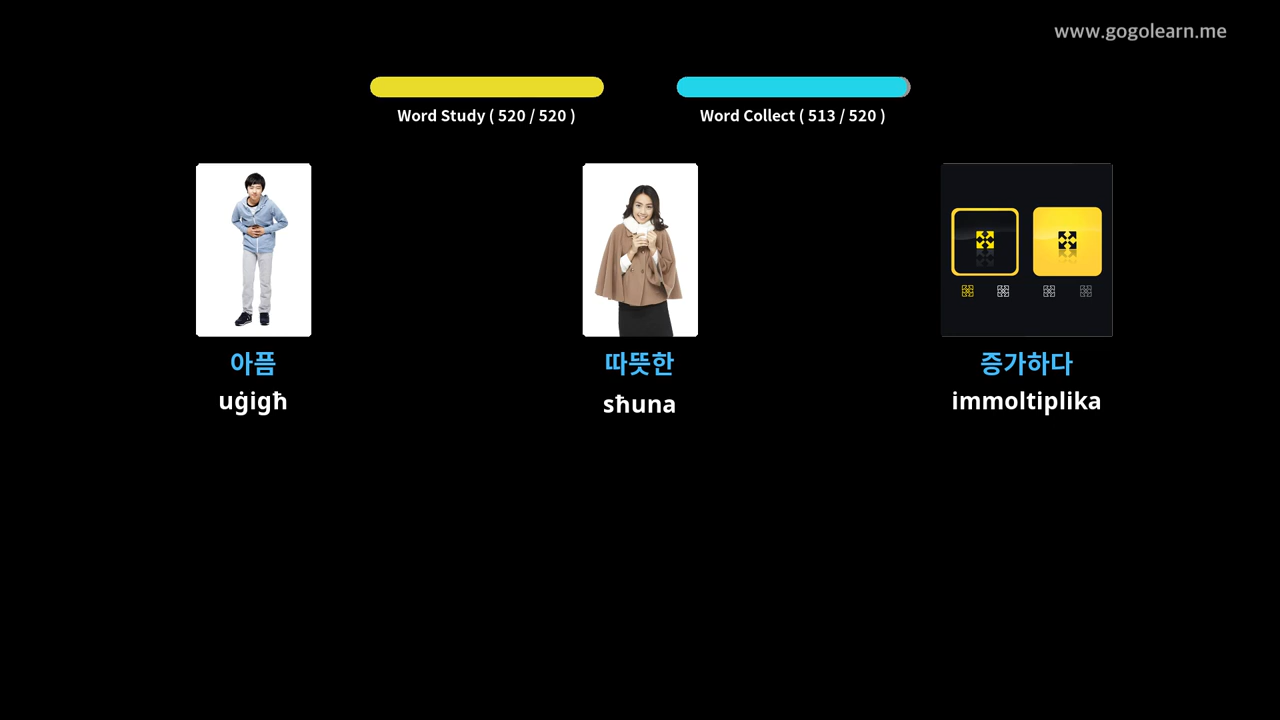 www.gogolearn.me
Word Study ( 520 / 520 )
Word Collect ( 513 / 520 )
아픔
uġigħ
따뜻한
sħuna
증가하다
immoltiplika